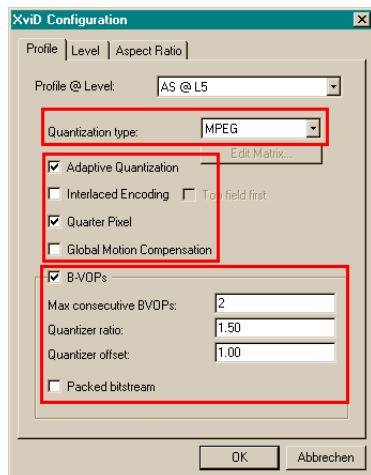 XviD Configuration
Profile Level Aspect Ratio
Profile @ Level: AS @ L5
Quantization type: MPEG
Edit Matrix...
Adaptive Quantization
Interlaced Encoding Top field first
Quarter Pixel
Global Motion Compensation
B-VOPs
Max consecutive BVOPs: 2
Quantizer ratio: 1.50
Quantizer offset: 1.00
Packed bitstream
OK Abbrechen